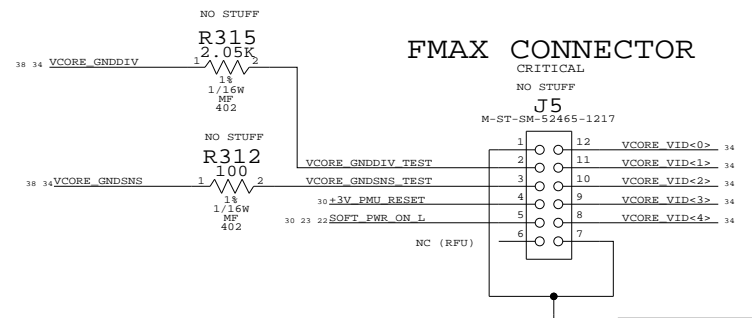 NO STUFF
R315
2.05K
38 34 VCORE_GNDDIV
1 2
1%
1/16W
MF
402
FMAX CONNECTOR
CRITICAL
NO STUFF
J5
M-ST-SM-52465-1217
NO STUFF
R312
100
38 34 VCORE_GNDSNS
1 2
1%
1/16W
MF
402
1 12 VCORE_VID<0> 34
VCORE_GNDDIV_TEST 2 11 VCORE_VID<1> 34
VCORE_GNDSNS_TEST 3 10 VCORE_VID<2> 34
30 +3V_PMU_RESET 4 9 VCORE_VID<3> 34
30 23 22 SOFT_PWR_ON_L 5 8 VCORE_VID<4> 34
NC (RFU) 6 7